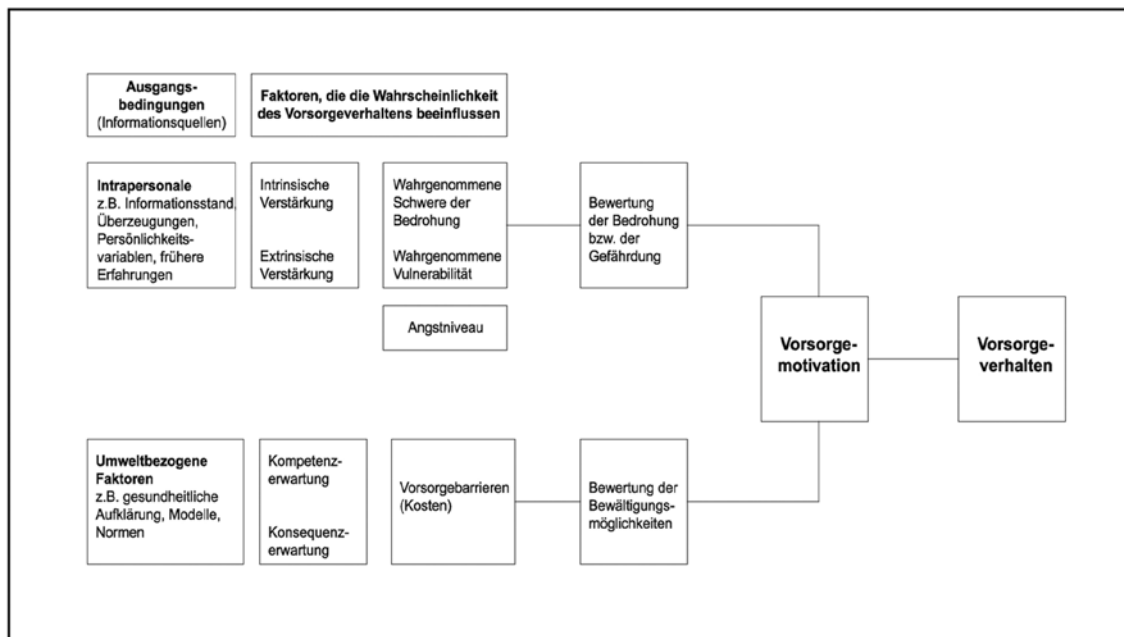 Ausgangs-
bedingungen
(Informationsquellen)
Faktoren, die die Wahrscheinlichkeit
des Vorsorgeverhaltens beeinflussen
Intrapersonale
z.B. Informationsstand,
Überzeugungen,
Persönlichkeits-
variablen, frühere
Erfahrungen
Intrinsische
Verstärkung
Extrinsische
Verstärkung
Wahrgenommene
Schwere der
Bedrohung
Wahrgenommene
Vulnerabilität
Bewertung
der Bedrohung
bzw. der
Gefährdung
Angstniveau
Vorsorge-
motivation
Vorsorge-
verhalten
Umweltbezogene
Faktoren
z.B. gesundheitliche
Aufklärung, Modelle,
Normen
Kompetenz-
erwartung
Konsequenz-
erwartung
Vorsorgebarrieren
(Kosten)
Bewertung der
Bewältigungs-
möglichkeiten